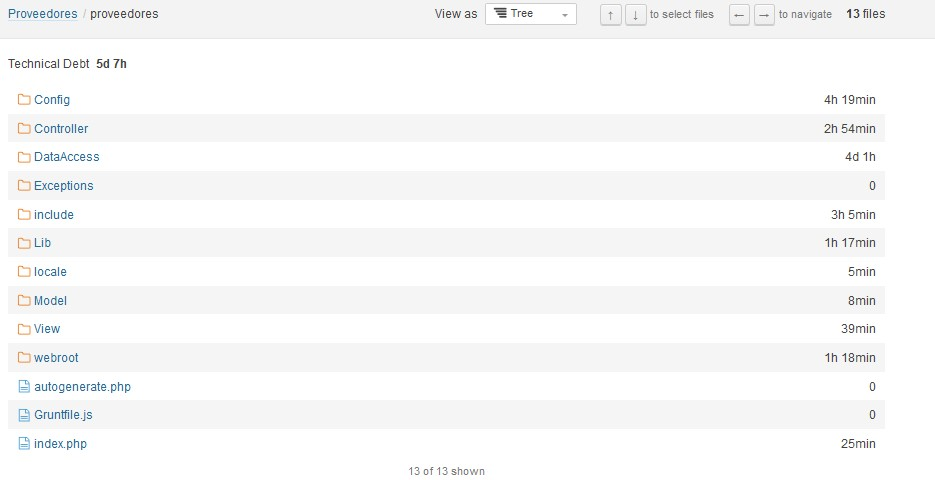 Proveedores / proveedores View as Tree ↑ ↓ to select files ← → to navigate 13 files
Technical Debt 5d 7h
Config 4h 19min
Controller 2h 54min
DataAccess 4d 1h
Exceptions 0
include 3h 5min
Lib 1h 17min
locale 5min
Model 8min
View 39min
webroot 1h 18min
autogenerate.php 0
Gruntfile.js 0
index.php 25min
13 of 13 shown